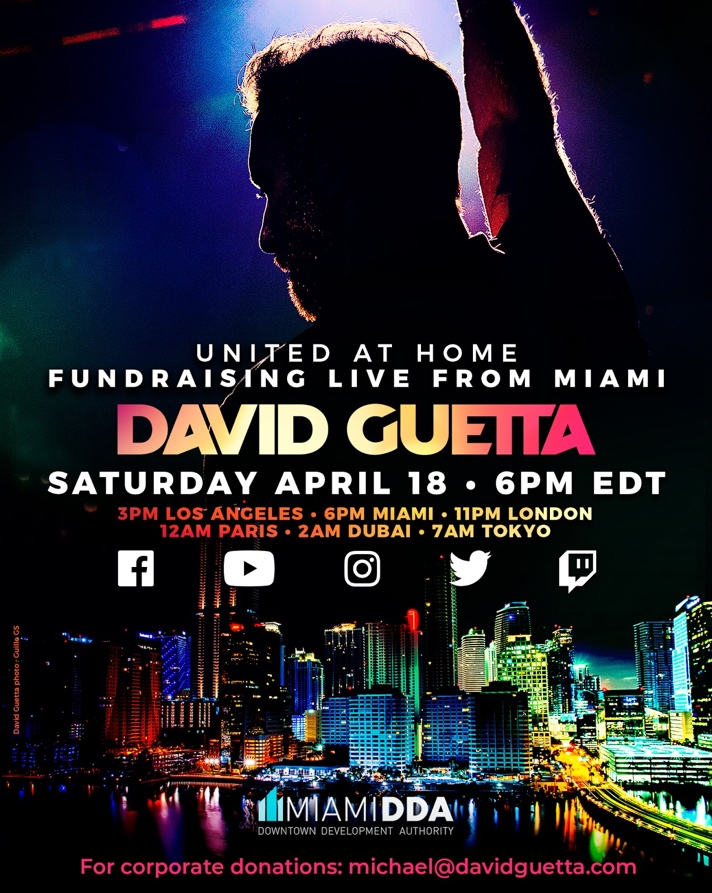 UNITED AT HOME
FUNDRAISING LIVE FROM MIAMI
DAVID GUETTA
SATURDAY APRIL 18 • 6PM EDT
3PM LOS ANGELES • 6PM MIAMI • 11PM LONDON
12AM PARIS • 2AM DUBAI • 7AM TOKYO
David Guetta photo : Guilla GS
MIAMIDDA
DOWNTOWN DEVELOPMENT AUTHORITY
For corporate donations: michael@davidguetta.com